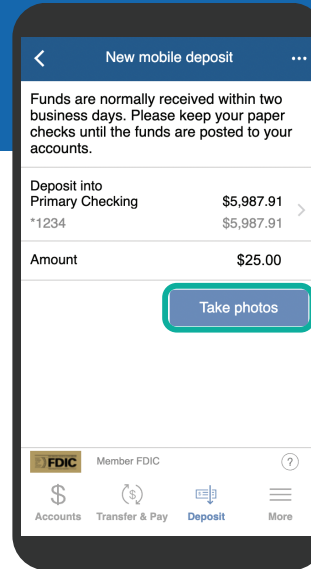 New mobile deposit
Funds are normally received within two
business days. Please keep your paper
checks until the funds are posted to your
accounts.
Deposit into
Primary Checking $5,987.91
*1234 $5,987.91
Amount $25.00
Take photos
FDIC Member FDIC ?
$ $
Accounts Transfer & Pay Deposit More